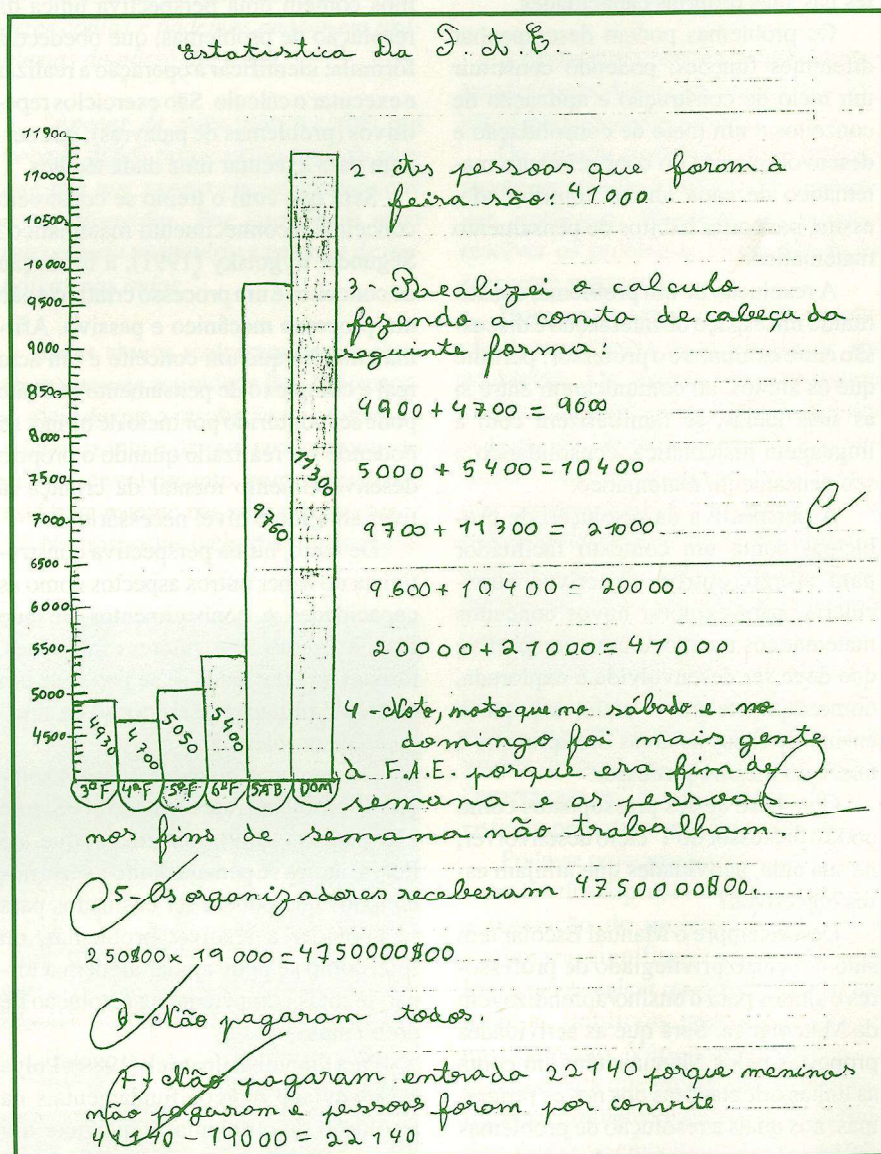 Estatistica Da F. A. E.
11900
11000
10500
10000
9500
9000
8500
8000
7500
7000
6500
6000
5500
5000
4500
4930
4700
5050
5400
9760
11300
3ªF 4ªF 5ªF 6ªF SAB DOM
2 - As pessoas que foram à
feira são: 41000.
3 - Realizei o calculo
fazendo a conta de cabeça da
seguinte forma:
4900 + 4700 = 9600
5000 + 5400 = 10400
9700 + 11300 = 21000
9600 + 10400 = 20000
20000 + 21000 = 41000
4 - Noto, noto que no sábado e no
domingo foi mais gente
à F.A.E. porque era fim de
semana e as pessoas
nos fins de semana não trabalham.
5 - Os organizadores receberam 4750000$00.
250$00 x 19000 = 4750000$00
6 - Não pagaram todos.
7 - Não pagaram entrada 22140 porque meninos
não pagaram e pessoas foram por convite
41140 - 19000 = 22140